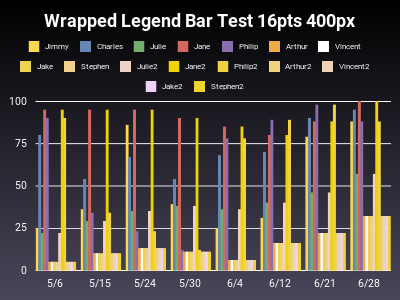 Wrapped Legend Bar Test 16pts 400px
Jimmy Charles Julie Jane Philip Arthur Vincent
Jake Stephen Julie2 Jane2 Philip2 Arthur2 Vincent2
Jake2 Stephen2
100
75
50
25
0
5/6 5/15 5/24 5/30 6/4 6/12 6/21 6/28